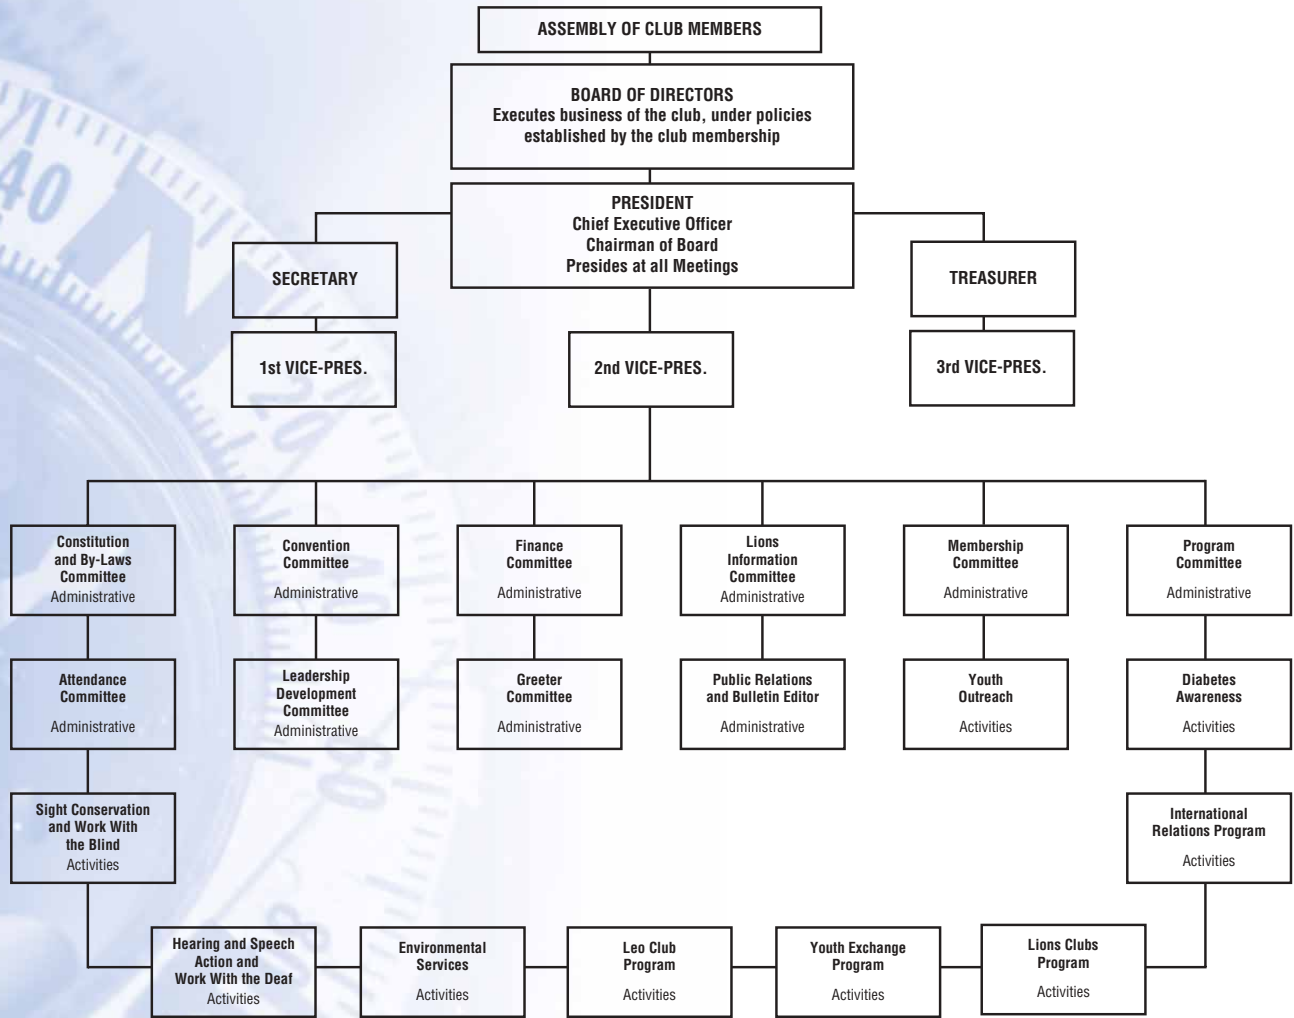 ASSEMBLY OF CLUB MEMBERS
BOARD OF DIRECTORS
Executes business of the club, under policies
established by the club membership
PRESIDENT
Chief Executive Officer
Chairman of Board
Presides at all Meetings
SECRETARY
TREASURER
1st VICE-PRES.
2nd VICE-PRES.
3rd VICE-PRES.
Constitution
and By-Laws
Committee
Administrative
Convention
Committee
Administrative
Finance
Committee
Administrative
Lions
Information
Committee
Administrative
Membership
Committee
Administrative
Program
Committee
Administrative
Attendance
Committee
Administrative
Leadership
Development
Committee
Administrative
Greeter
Committee
Administrative
Public Relations
and Bulletin Editor
Administrative
Youth
Outreach
Activities
Diabetes
Awareness
Activities
Sight Conservation
and Work With
the Blind
Activities
International
Relations Program
Activities
Hearing and Speech
Action and
Work With the Deaf
Activities
Environmental
Services
Activities
Leo Club
Program
Activities
Youth Exchange
Program
Activities
Lions Clubs
Program
Activities
40
N
20